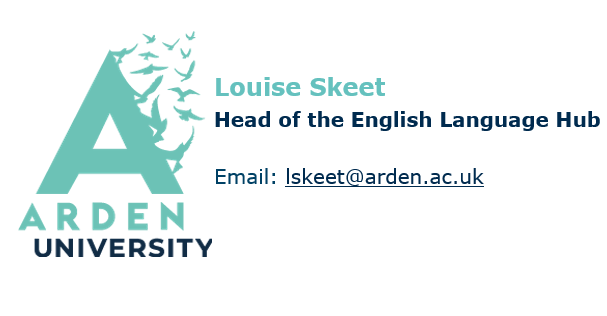 Louise Skeet
Head of the English Language Hub
Email: lskeet@arden.ac.uk
ARDEN
UNIVERSITY